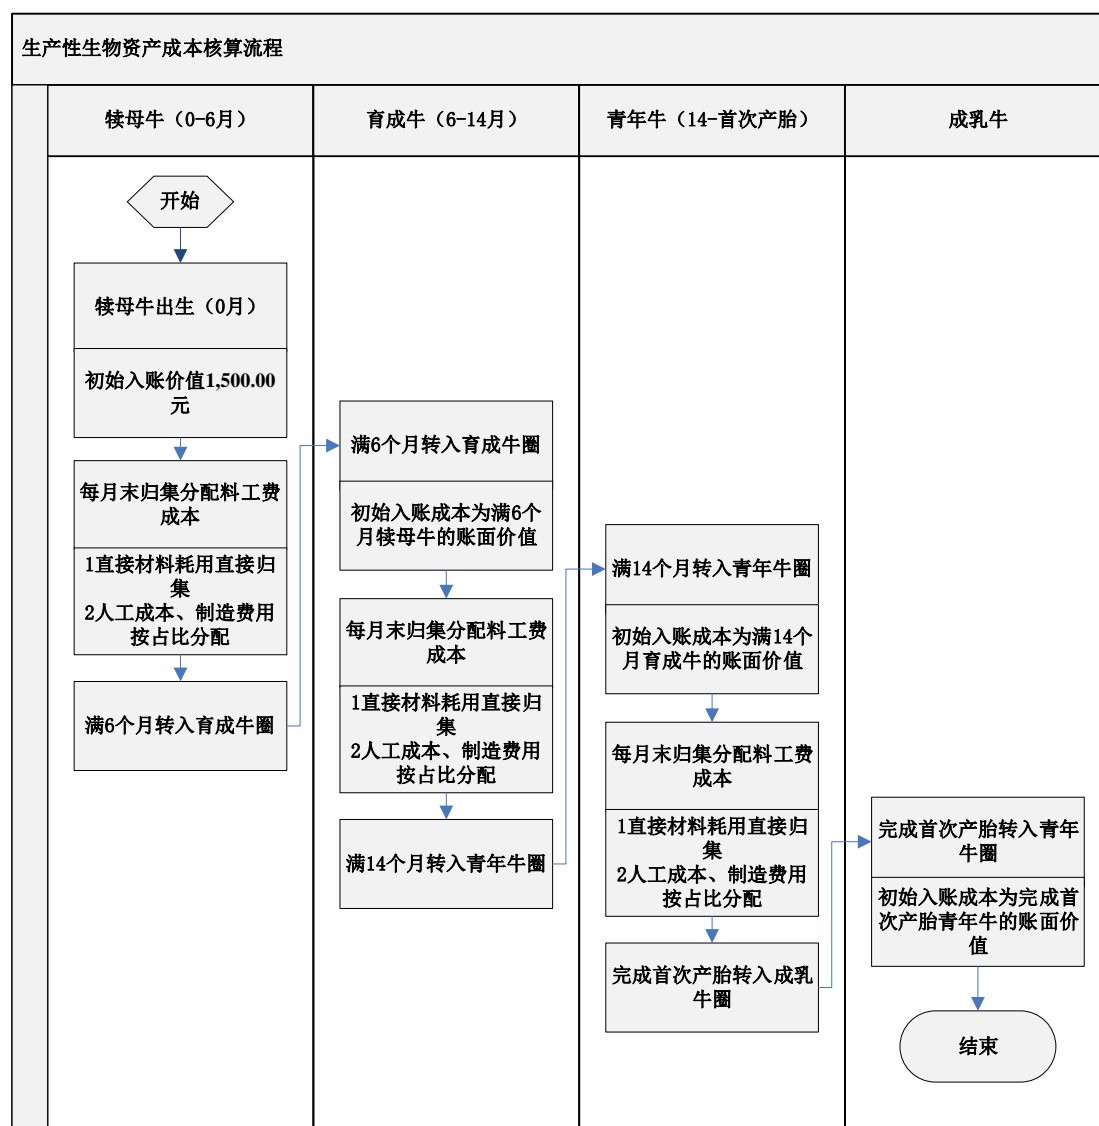 生产性生物资产成本核算流程
犊母牛（0-6月）
育成牛（6-14月）
青年牛（14-首次产胎）
成乳牛
开始
犊母牛出生（0月）
初始入账价值1,500.00
元
每月末归集分配料工费
成本
1直接材料耗用直接归
集
2人工成本、制造费用
按占比分配
满6个月转入育成牛圈
满6个月转入育成牛圈
初始入账成本为满6个
月犊母牛的账面价值
每月末归集分配料工费
成本
1直接材料耗用直接归
集
2人工成本、制造费用
按占比分配
满14个月转入青年牛圈
满14个月转入青年牛圈
初始入账成本为满14个
月育成牛的账面价值
每月末归集分配料工费
成本
1直接材料耗用直接归
集
2人工成本、制造费用
按占比分配
完成首次产胎转入成乳
牛圈
完成首次产胎转入青年
牛圈
初始入账成本为完成首
次产胎青年牛的账面价
值
结束